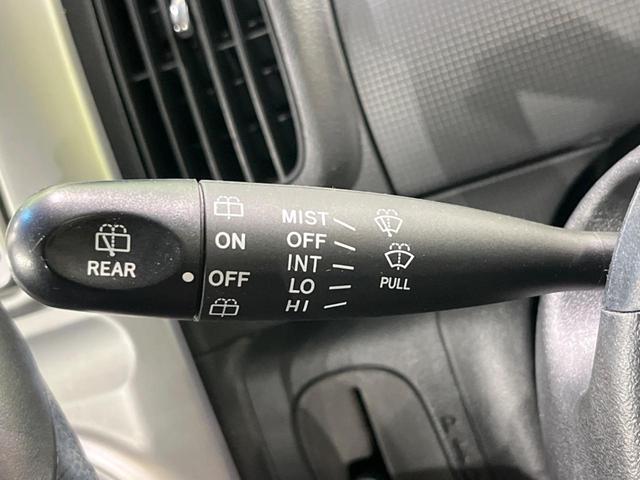 REAR
ON
OFF
MIST
OFF
INT
LO
HI
PULL